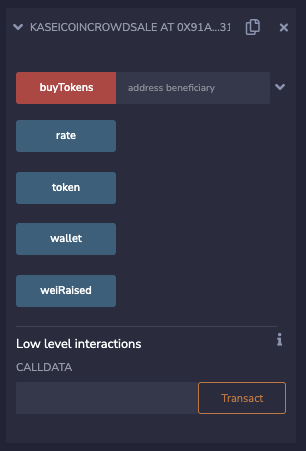 KASEICOINCROWDSALE AT 0X91A...31
buyTokens address beneficiary
rate
token
wallet
weiRaised
Low level interactions
CALLDATA
Transact